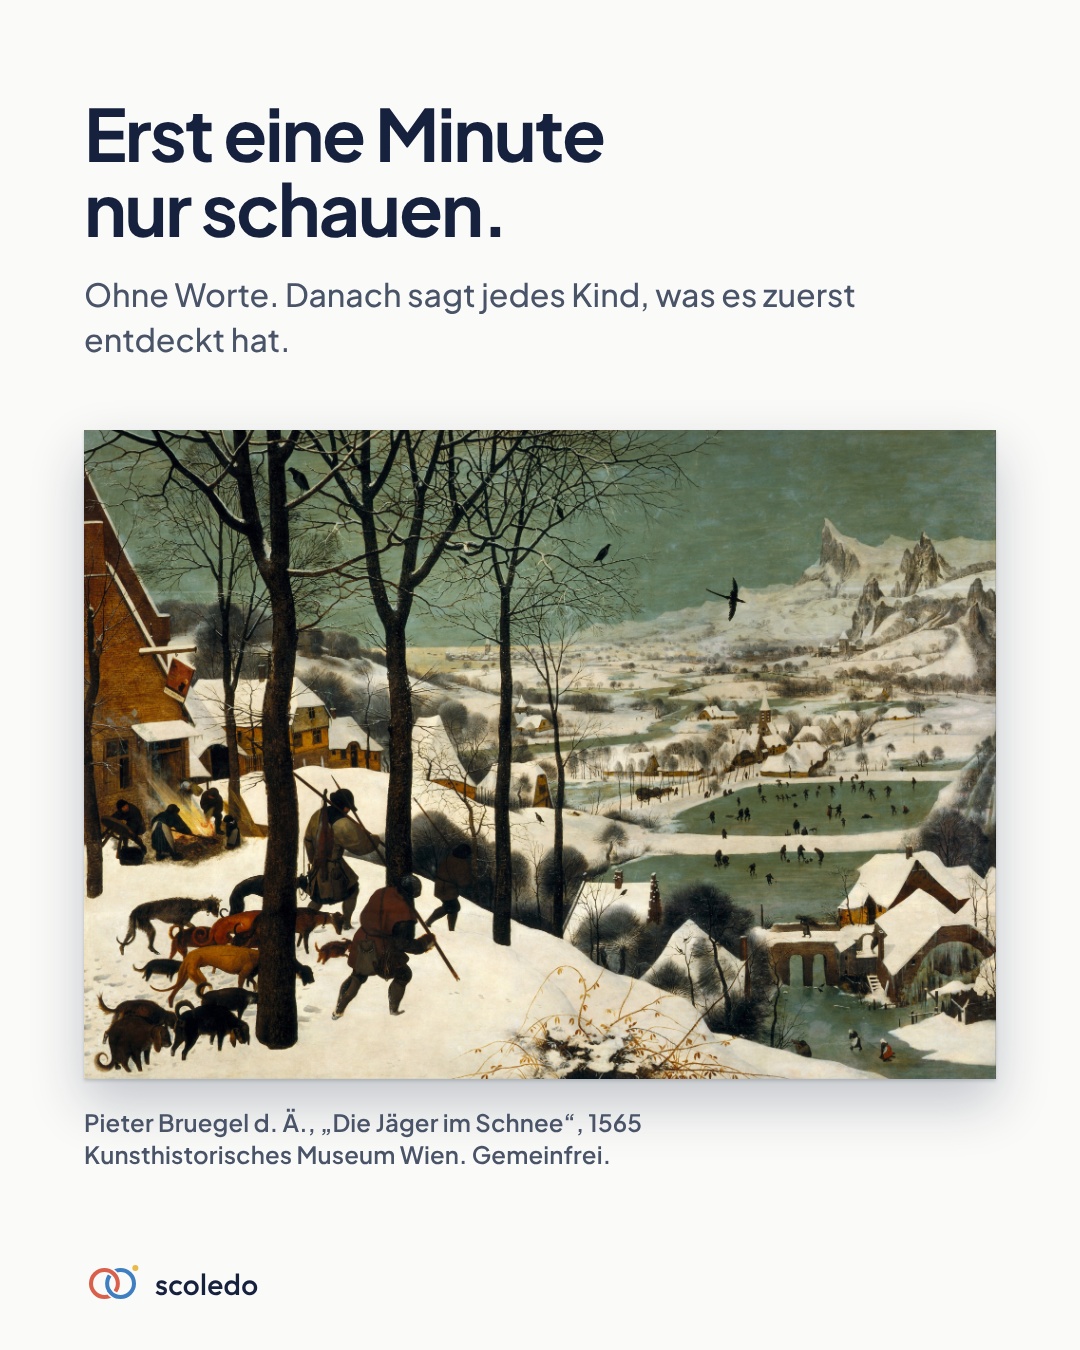 Erst eine Minute
nur schauen.
Ohne Worte. Danach sagt jedes Kind, was es zuerst
entdeckt hat.
Pieter Bruegel d. Ä., „Die Jäger im Schnee“, 1565
Kunsthistorisches Museum Wien. Gemeinfrei.
scoledo